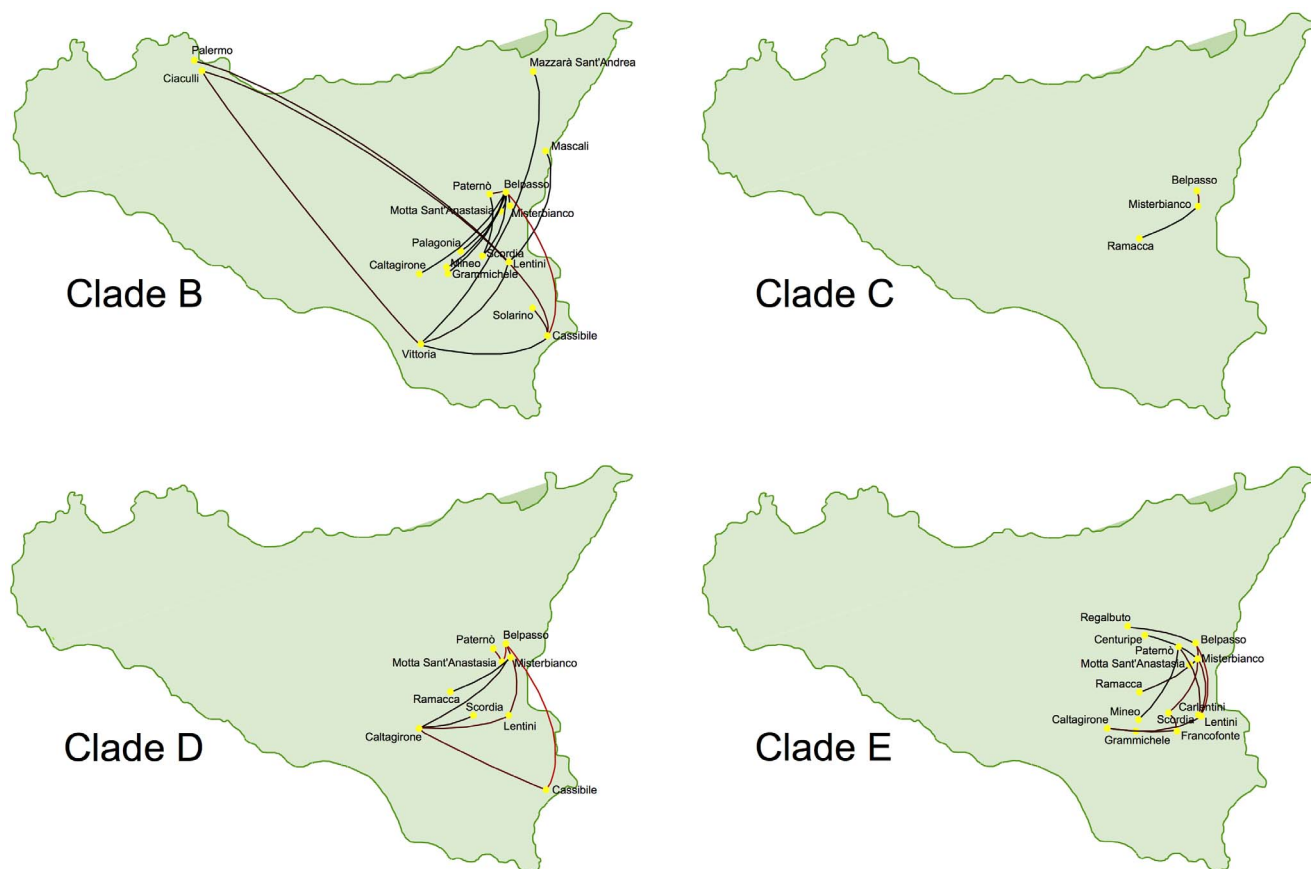 Palermo
Ciaculli
Mazzarà Sant'Andrea
Mascali
Paternò
Belpasso
Motta Sant'Anastasia
Misterbianco
Palagonia
Scordia
Caltagirone
Mineo
Lentini
Grammichele
Clade B
Solarino
Cassibile
Vittoria
Belpasso
Misterbianco
Ramacca
Clade C
Belpasso
Paternò
Motta Sant'Anastasia
Misterbianco
Ramacca
Scordia
Lentini
Caltagirone
Clade D
Cassibile
Regalbuto
Centuripe
Belpasso
Paternò
Misterbianco
Motta Sant'Anastasia
Ramacca
Mineo
Carlentini
Caltagirone
Scordia
Lentini
Grammichele
Francofonte
Clade E